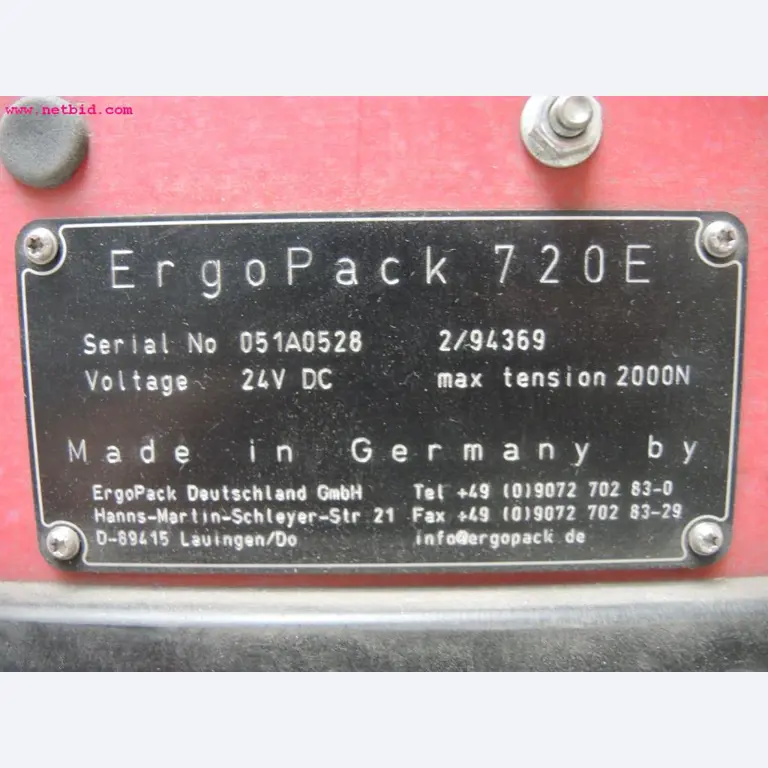 www.netbid.com
ErgoPack 720E
Serial No 051A0528 2/94369
Voltage 24V DC max tension 2000N
Made in Germany by
ErgoPack Deutschland GmbH Tel +49 (0)9072 702 83-0
Hanns-Martin-Schleyer-Str 21 Fax +49 (0)9072 702 83-29
D-89415 Lauingen/Do info@ergopack.de